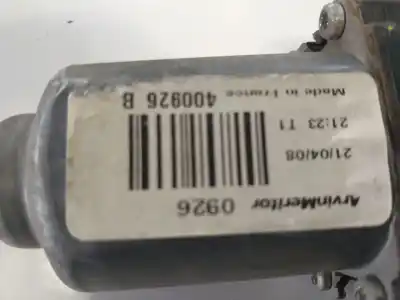 ArvinMeritor 0926
21/04/08 21:23 T1
Made in France
400926 B